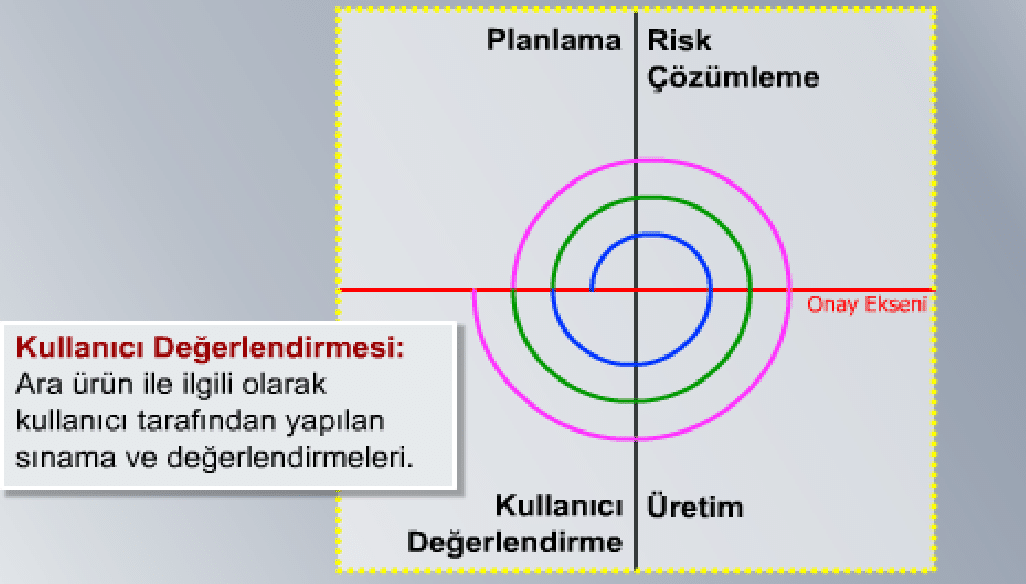 Planlama
Risk
Çözümleme
Onay Ekseni
Kullanıcı Değerlendirmesi:
Ara ürün ile ilgili olarak
kullanıcı tarafından yapılan
sınama ve değerlendirmeleri.
Kullanıcı
Değerlendirme
Üretim